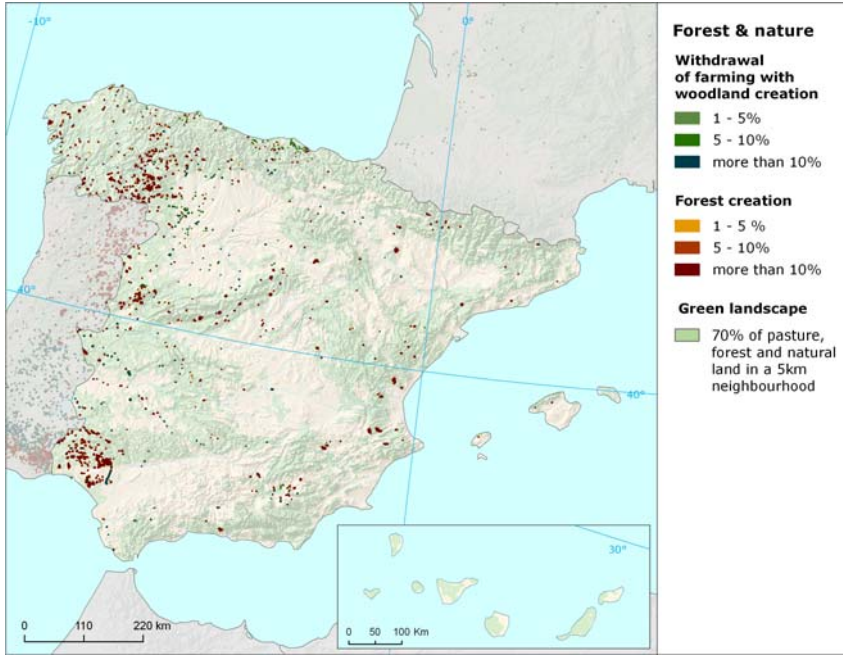 -10°
0°
40°
40°
30°
0 110 220 km
0 50 100 Km
Forest & nature
Withdrawal
of farming with
woodland creation
1 - 5%
5 - 10%
more than 10%
Forest creation
1 - 5 %
5 - 10%
more than 10%
Green landscape
70% of pasture,
forest and natural
land in a 5km
neighbourhood